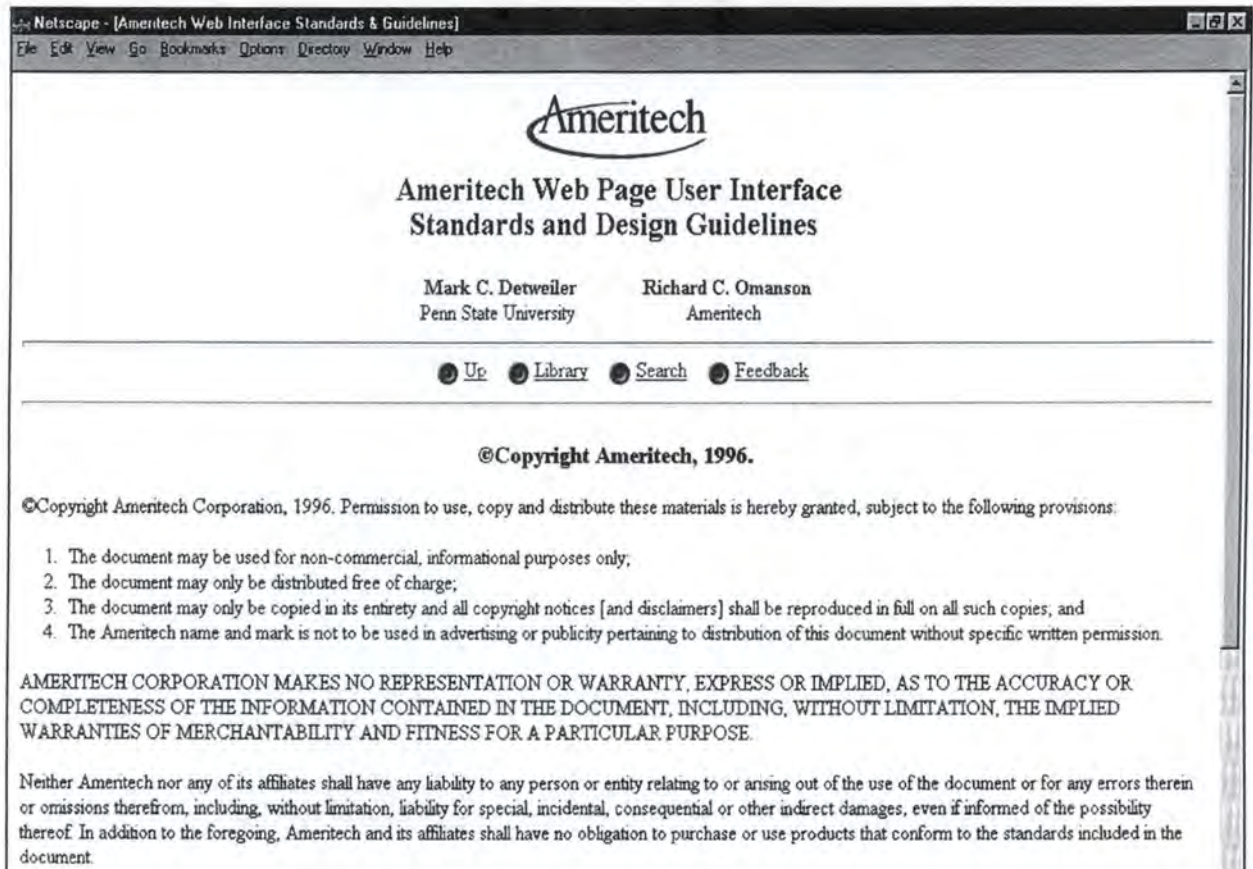 Netscape - [Ameritech Web Interface Standards & Guidelines]
File Edit View Go Bookmarks Options Directory Window Help
Ameritech
Ameritech Web Page User Interface
Standards and Design Guidelines
Mark C. Detweiler Richard C. Omanson
Penn State University Ameritech
Up Library Search Feedback
©Copyright Ameritech, 1996.
©Copyright Ameritech Corporation, 1996. Permission to use, copy and distribute these materials is hereby granted, subject to the following provisions:
1. The document may be used for non-commercial, informational purposes only;
2. The document may only be distributed free of charge;
3. The document may only be copied in its entirety and all copyright notices [and disclaimers] shall be reproduced in full on all such copies; and
4. The Ameritech name and mark is not to be used in advertising or publicity pertaining to distribution of this document without specific written permission.
AMERITECH CORPORATION MAKES NO REPRESENTATION OR WARRANTY, EXPRESS OR IMPLIED, AS TO THE ACCURACY OR
COMPLETENESS OF THE INFORMATION CONTAINED IN THE DOCUMENT, INCLUDING, WITHOUT LIMITATION, THE IMPLIED
WARRANTIES OF MERCHANTABILITY AND FITNESS FOR A PARTICULAR PURPOSE.
Neither Ameritech nor any of its affiliates shall have any liability to any person or entity relating to or arising out of the use of the document or for any errors therein
or omissions therefrom, including, without limitation, liability for special, incidental, consequential or other indirect damages, even if informed of the possibility
thereof. In addition to the foregoing, Ameritech and its affiliates shall have no obligation to purchase or use products that conform to the standards included in the
document.